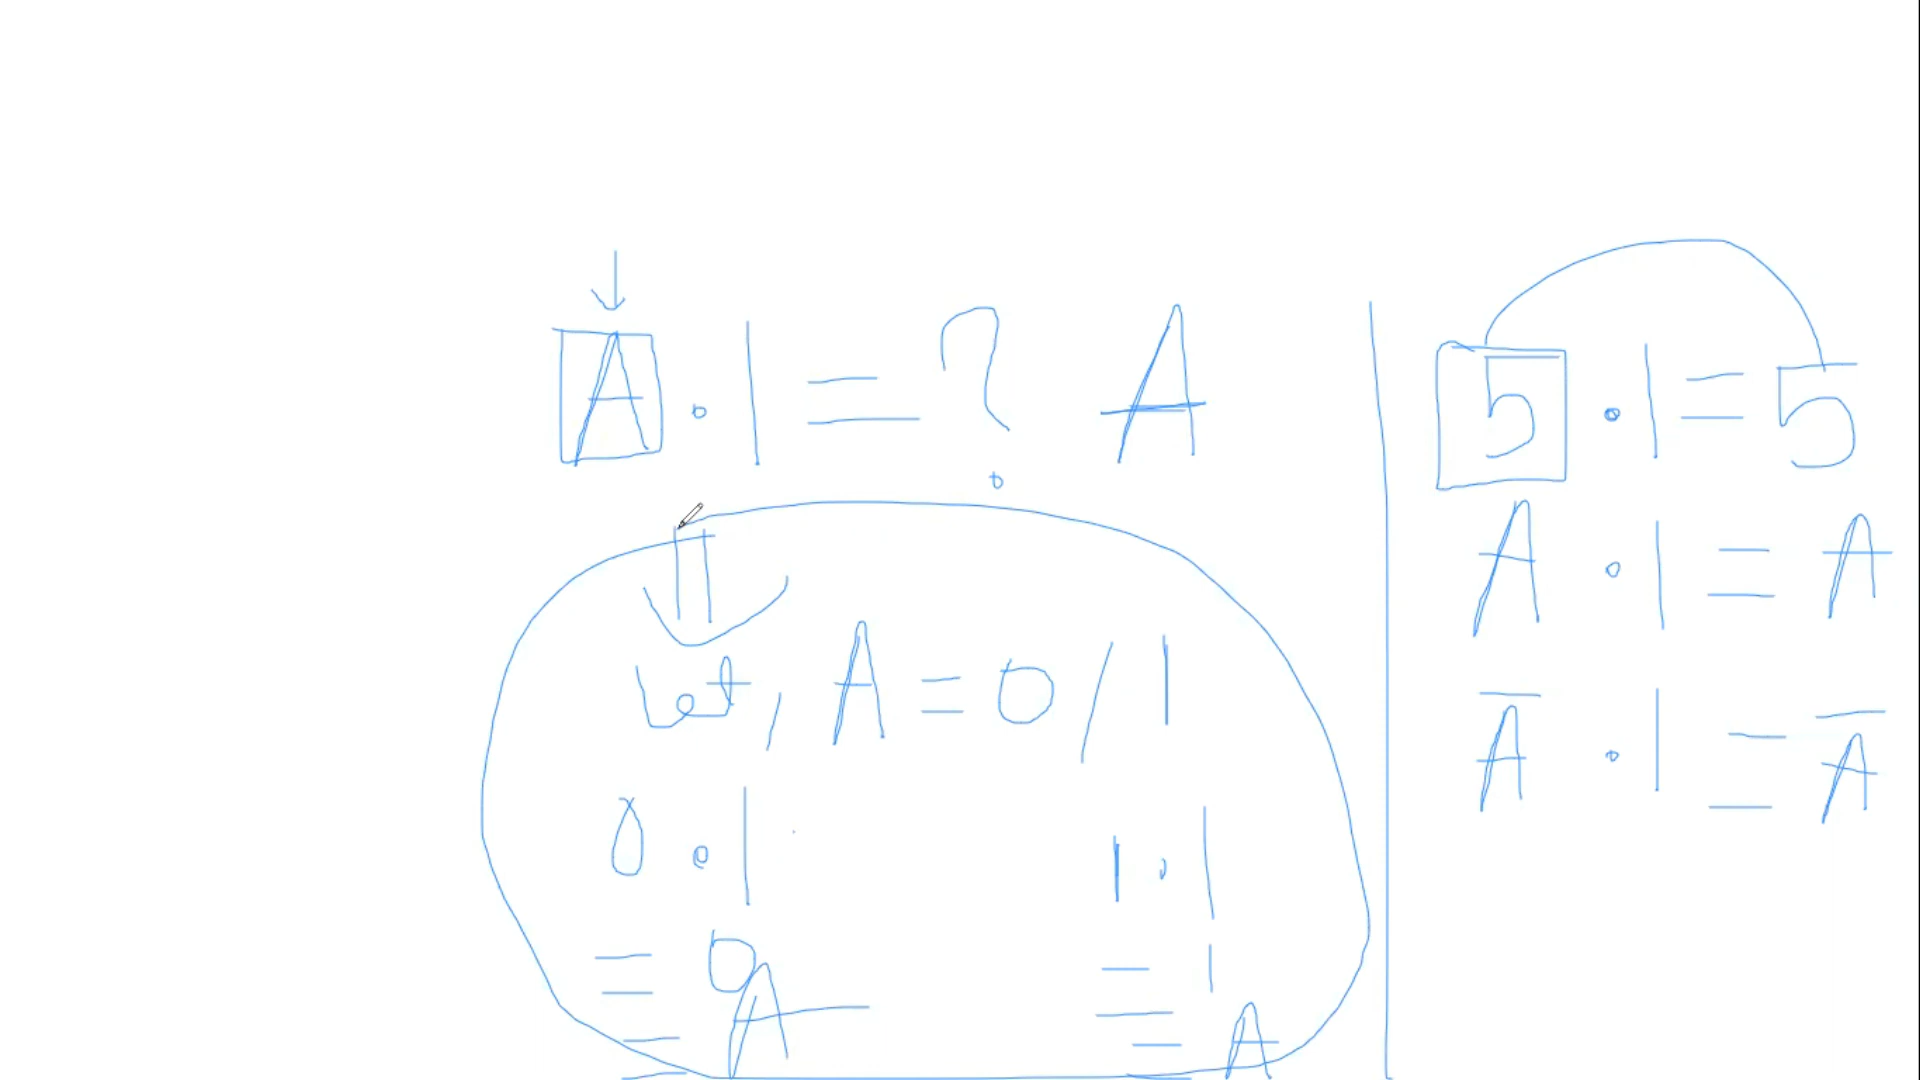 A . 1 = ? A
let, A = 0 / 1
0 . 1
= 0
= A
1 . 1
= 1
= A
5 . 1 = 5
A . 1 = A
A̅ . 1 = A̅